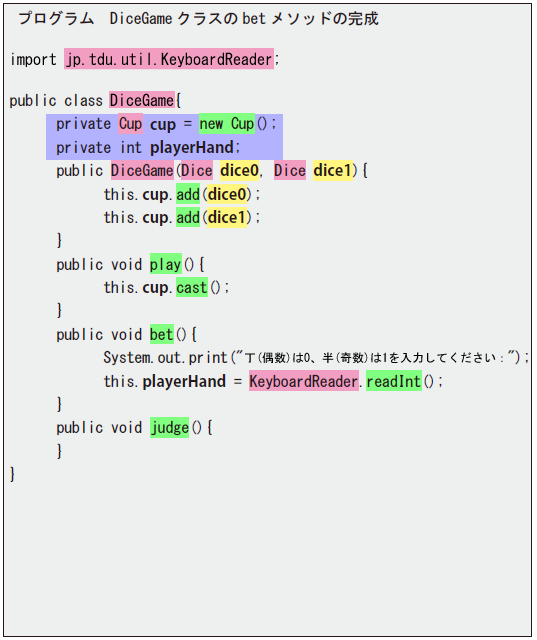 プログラム　DiceGame クラスの bet メソッドの完成
import jp.tdu.util.KeyboardReader;
public class DiceGame{
private Cup cup = new Cup();
private int playerHand;
public DiceGame(Dice dice0, Dice dice1){
this.cup.add(dice0);
this.cup.add(dice1);
}
public void play(){
this.cup.cast();
}
public void bet(){
System.out.print("丁(偶数)は0、半(奇数)は1を入力してください：");
this.playerHand = KeyboardReader.readInt();
}
public void judge(){
}
}